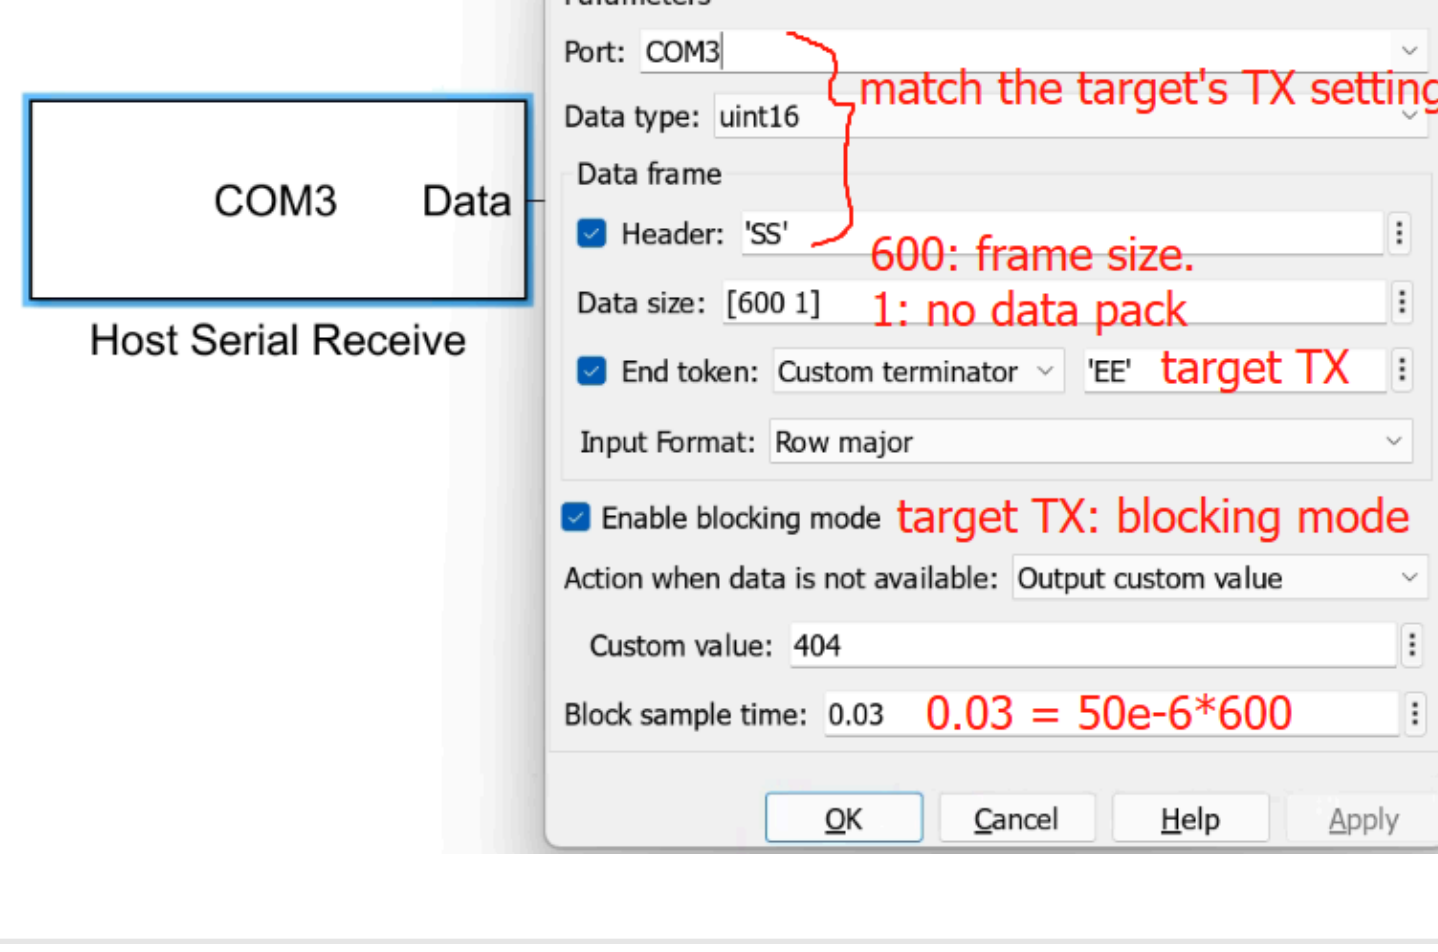 Parameters
Port: COM3
match the target's TX setting
Data type: uint16
Data frame
COM3 Data
Header: 'SS'
600: frame size.
Data size: [600 1]
1: no data pack
Host Serial Receive
End token: Custom terminator 'EE' target TX
Input Format: Row major
Enable blocking mode target TX: blocking mode
Action when data is not available: Output custom value
Custom value: 404
Block sample time: 0.03 0.03 = 50e-6*600
OK Cancel Help Apply